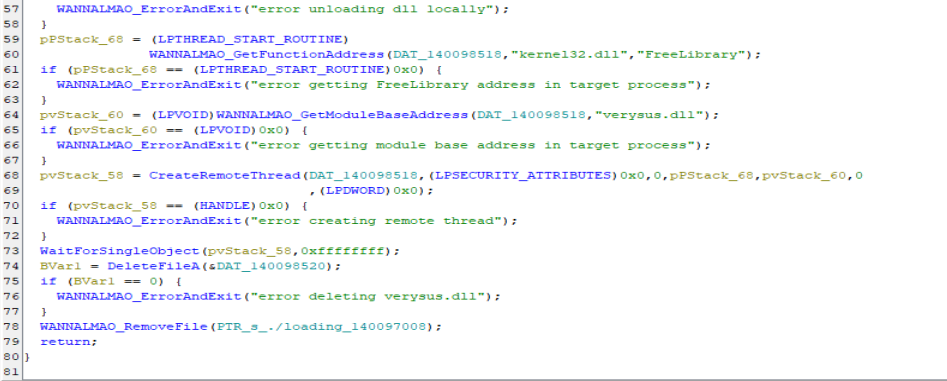 57 WANNALMAO_ErrorAndExit("error unloading dll locally");
58 }
59 pPStack_68 = (LPTHREAD_START_ROUTINE)
60 WANNALMAO_GetFunctionAddress(DAT_140098518,"kernel32.dll","FreeLibrary");
61 if (pPStack_68 == (LPTHREAD_START_ROUTINE)0x0) {
62 WANNALMAO_ErrorAndExit("error getting FreeLibrary address in target process");
63 }
64 pvStack_60 = (LPVOID)WANNALMAO_GetModuleBaseAddress(DAT_140098518,"verysus.dll");
65 if (pvStack_60 == (LPVOID)0x0) {
66 WANNALMAO_ErrorAndExit("error getting module base address in target process");
67 }
68 pvStack_58 = CreateRemoteThread(DAT_140098518,(LPSECURITY_ATTRIBUTES)0x0,0,pPStack_68,pvStack_60,0
69 ,(LPDWORD)0x0);
70 if (pvStack_58 == (HANDLE)0x0) {
71 WANNALMAO_ErrorAndExit("error creating remote thread");
72 }
73 WaitForSingleObject(pvStack_58,0xffffffff);
74 BVar1 = DeleteFileA(&DAT_140098520);
75 if (BVar1 == 0) {
76 WANNALMAO_ErrorAndExit("error deleting verysus.dll");
77 }
78 WANNALMAO_RemoveFile(PTR_s_./loading_140097008);
79 return;
80 }
81